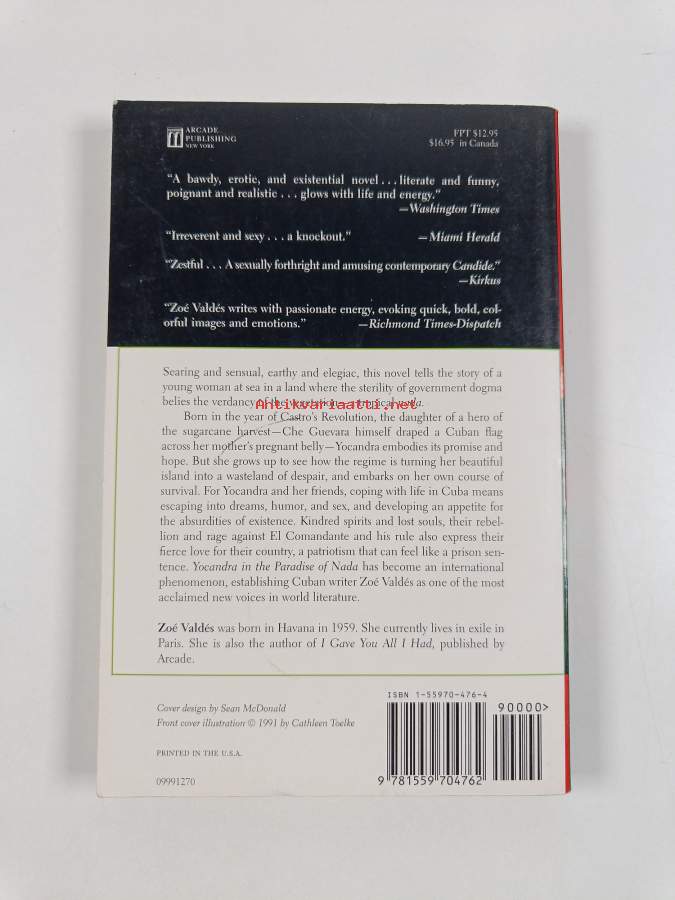 ARCADE
PUBLISHING
NEW YORK
FPT $12.95
$16.95 in Canada
“A bawdy, erotic, and existential novel . . . literate and funny,
poignant and realistic . . . glows with life and energy.”
—Washington Times
“Irreverent and sexy . . . a knockout.” —Miami Herald
“Zestful . . . A sexually forthright and amusing contemporary Candide.”
—Kirkus
“Zoé Valdés writes with passionate energy, evoking quick, bold, col-
orful images and emotions.” —Richmond Times-Dispatch
Searing and sensual, earthy and elegiac, this novel tells the story of a
young woman at sea in a land where the sterility of government dogma
belies the verdancy of the tropical nada.
Antikvariaatti.net
Born in the year of Castro’s Revolution, the daughter of a hero of
the sugarcane harvest—Che Guevara himself draped a Cuban flag
across her mother’s pregnant belly—Yocandra embodies its promise and
hope. But she grows up to see how the regime is turning her beautiful
island into a wasteland of despair, and embarks on her own course of
survival. For Yocandra and her friends, coping with life in Cuba means
escaping into dreams, humor, and sex, and developing an appetite for
the absurdities of existence. Kindred spirits and lost souls, their rebel-
lion and rage against El Comandante and his rule also express their
fierce love for their country, a patriotism that can feel like a prison sen-
tence. Yocandra in the Paradise of Nada has become an international
phenomenon, establishing Cuban writer Zoé Valdés as one of the most
acclaimed new voices in world literature.
Zoé Valdés was born in Havana in 1959. She currently lives in exile in
Paris. She is also the author of I Gave You All I Had, published by
Arcade.
Cover design by Sean McDonald
Front cover illustration © 1991 by Cathleen Toelke
PRINTED IN THE U.S.A.
09991270
ISBN 1-55970-476-4
90000>
9 781559 704762